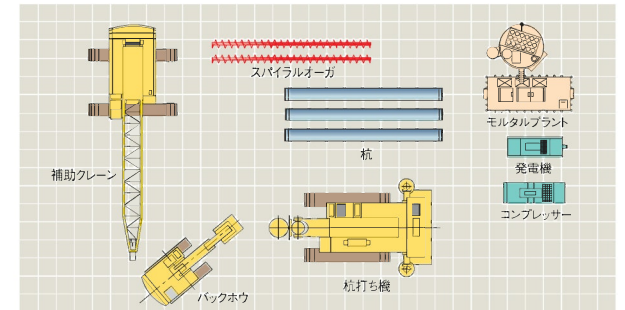 スパイラルオーガ
モルタルプラント
杭
発電機
補助クレーン
コンプレッサー
バックホウ
杭打ち機